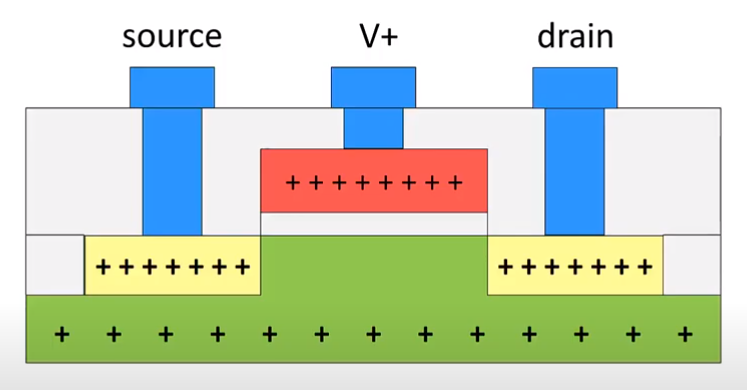 source V+ drain
+ + + + + + + +
+ + + + + + + + + + + + + +
+ + + + + + + + + + + + +